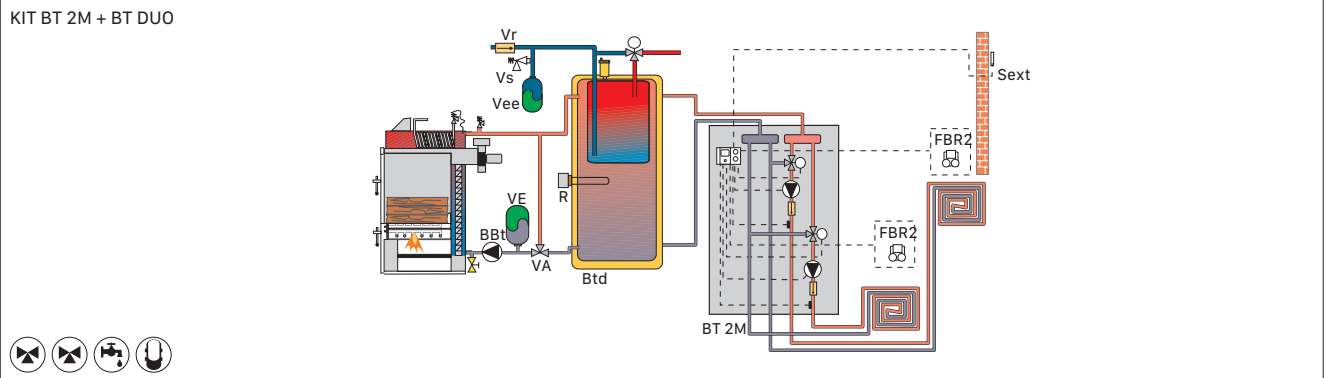 KIT BT 2M + BT DUO
Vr
Vs
Vee
Sext
FBR2
R
VE
BBt
FBR2
VA
Btd
BT 2M